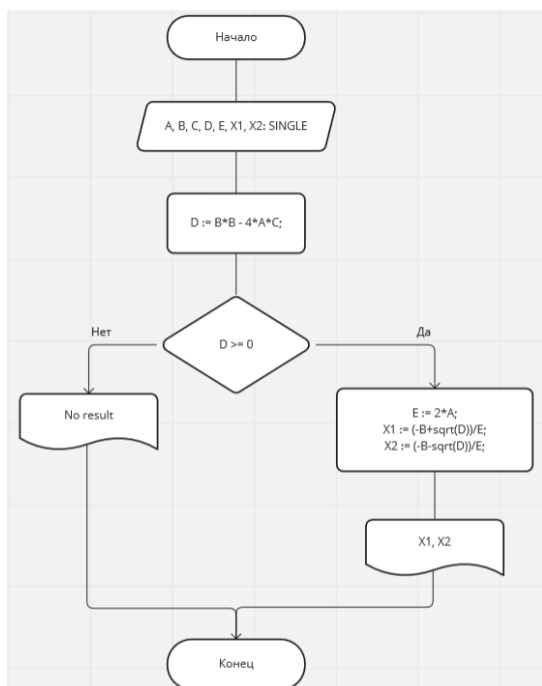 Начало
A, B, C, D, E, X1, X2: SINGLE
D := B*B - 4*A*C;
Нет
Да
D >= 0
No result
E := 2*A;
X1 := (-B+sqrt(D))/E;
X2 := (-B-sqrt(D))/E;
X1, X2
Конец